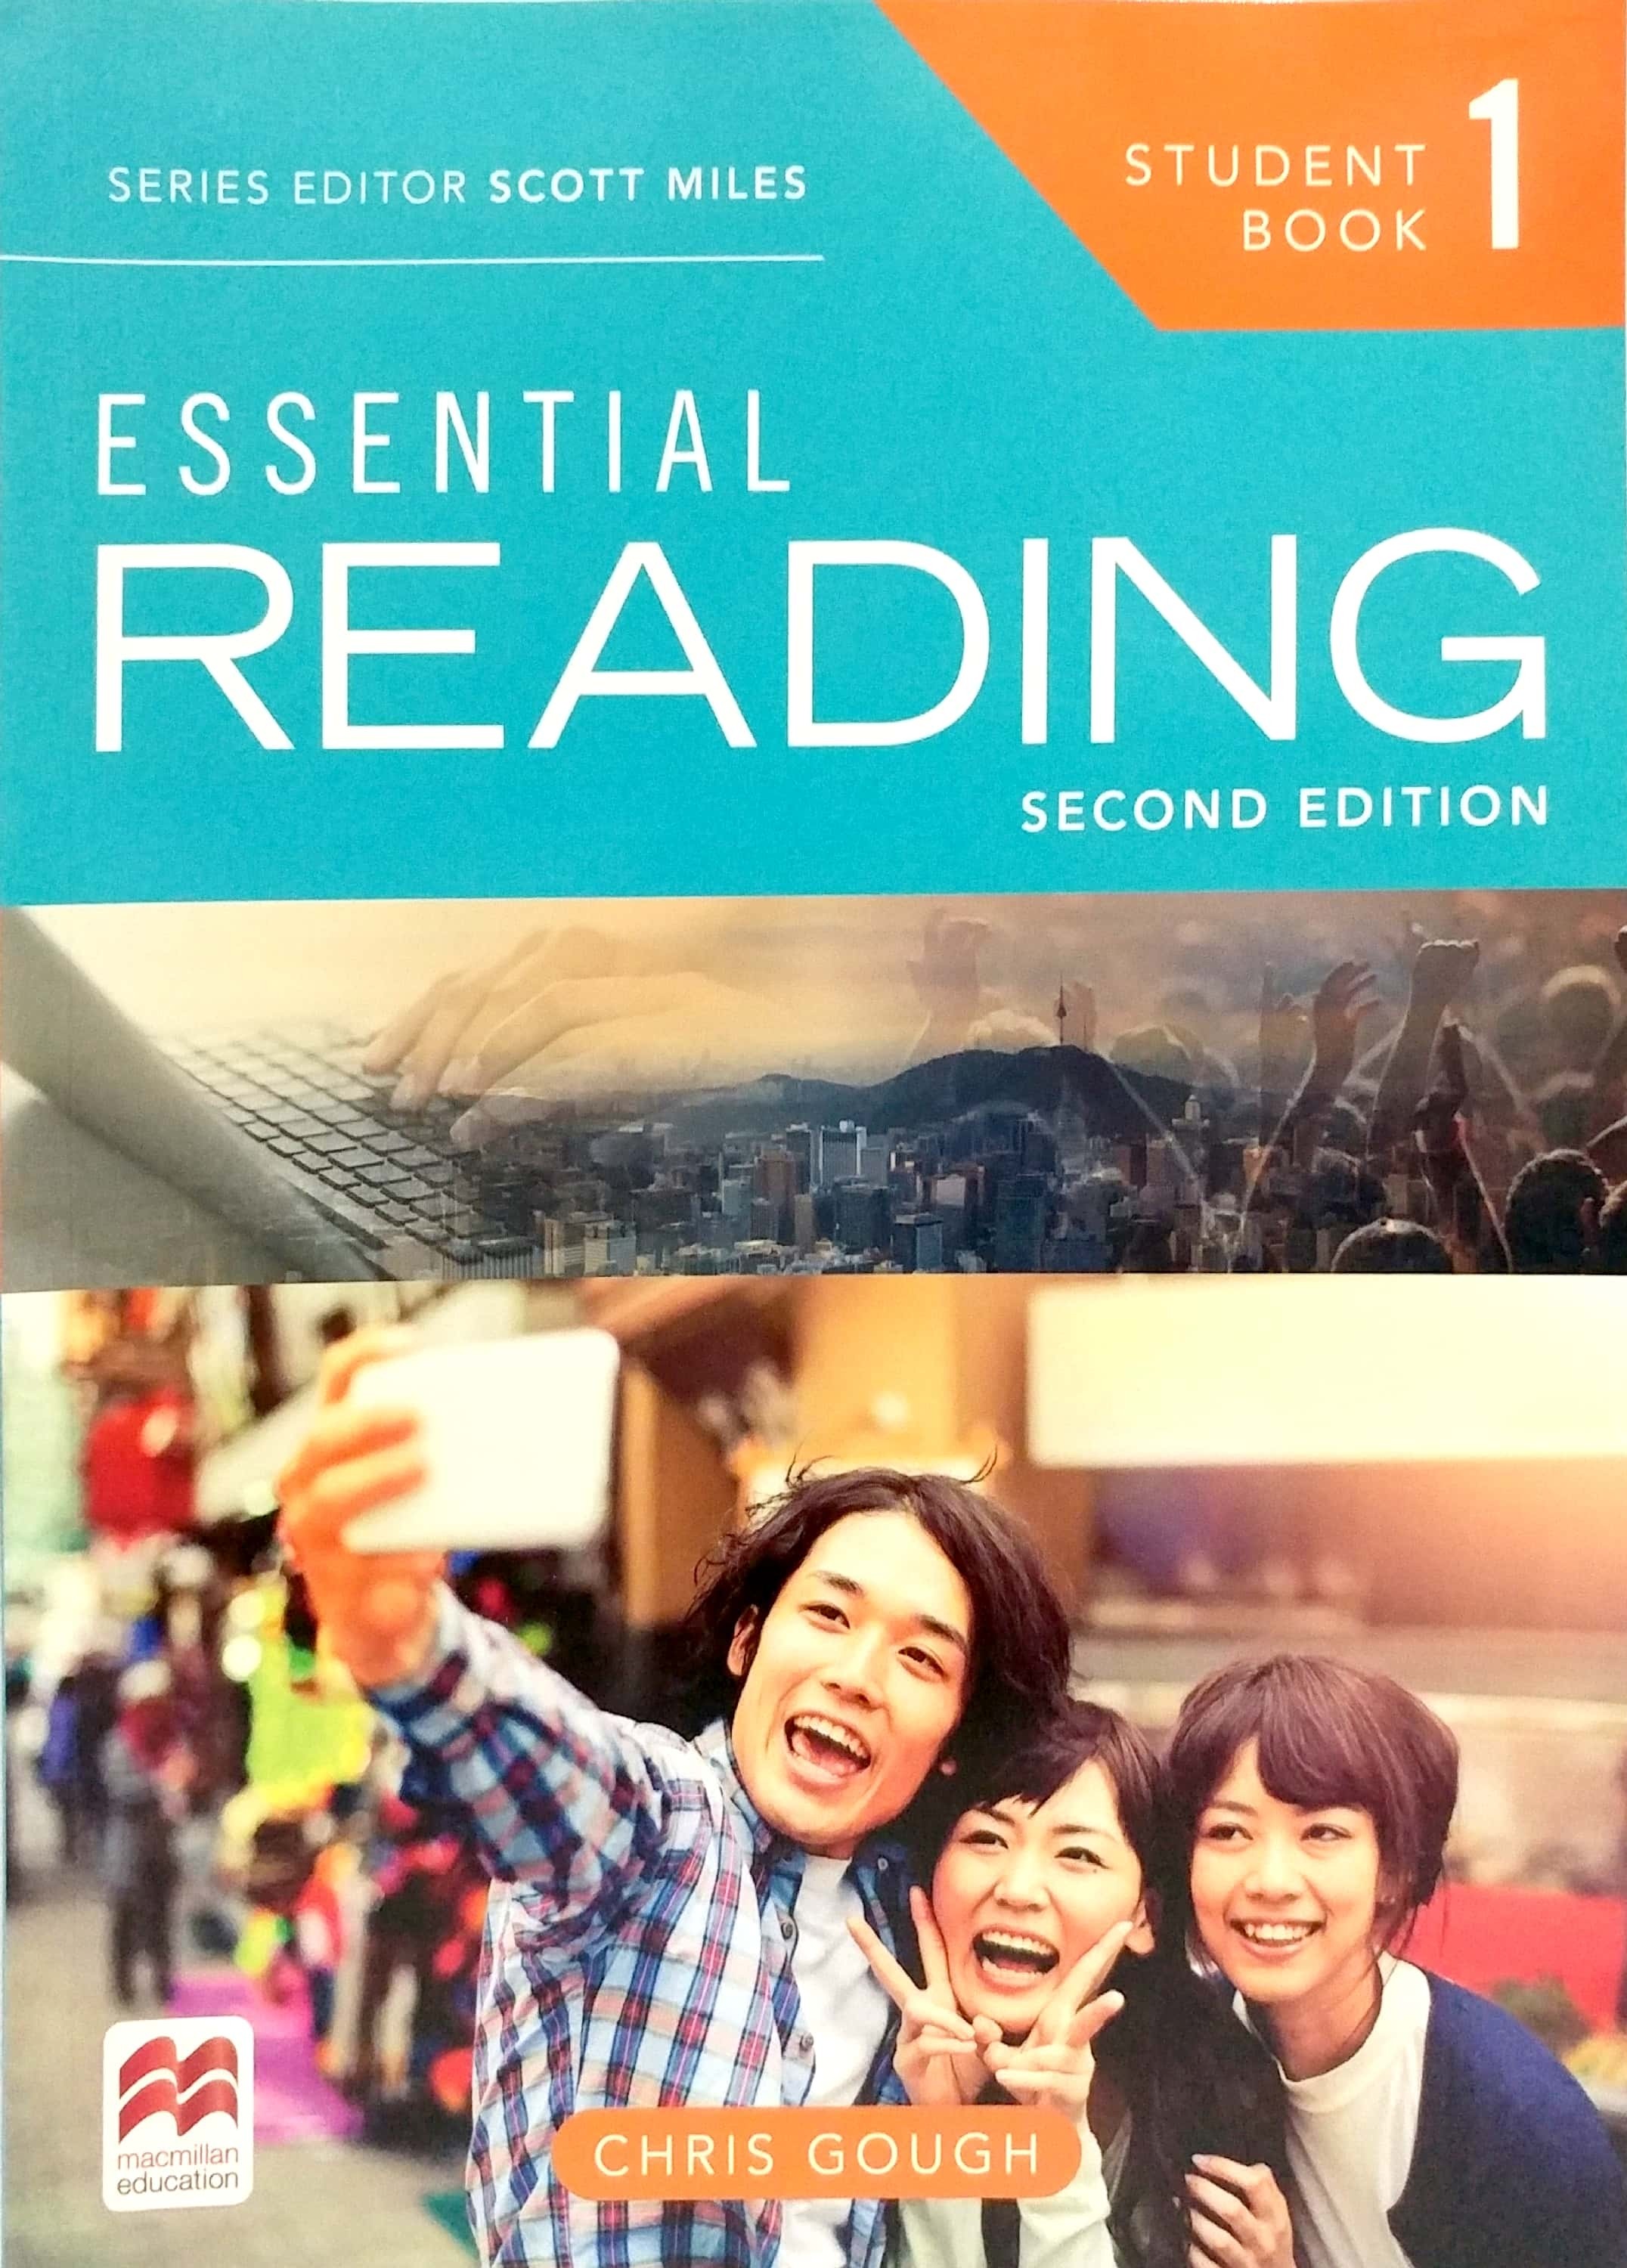 SERIES EDITOR SCOTT MILES
STUDENT
BOOK 1
ESSENTIAL
READING
SECOND EDITION
CHRIS GOUGH
macmillan
education